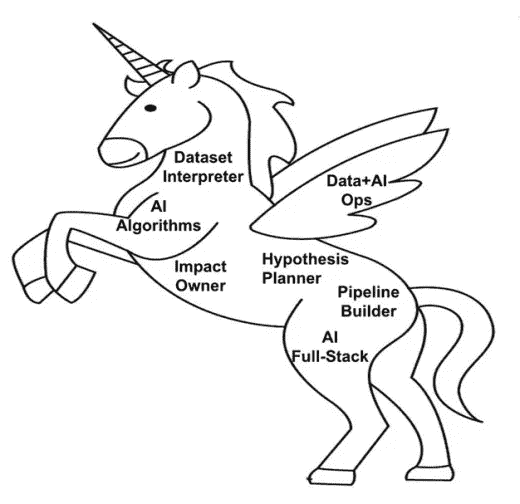 Dataset
Interpreter
AI
Algorithms
Data+AI
Ops
Impact
Owner
Hypothesis
Planner
Pipeline
Builder
AI
Full-Stack